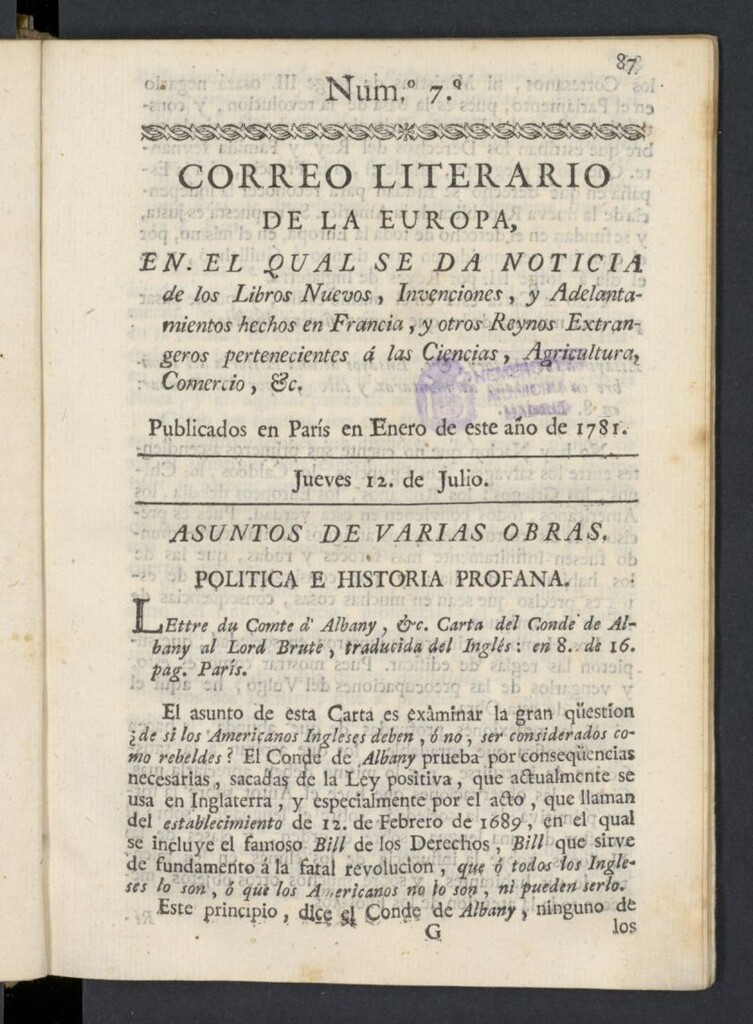 87
Num.º 7.º
CORREO LITERARIO
DE LA EUROPA,
EN. EL QUAL SE DA NOTICIA
de los Libros Nuevos, Invenciones, y Adelanta-
mientos hechos en Francia, y otros Reynos Extran-
geros pertenecientes á las Ciencias, Agricultura,
Comercio, &c.
Publicados en París en Enero de este año de 1781.
Jueves 12. de Julio.
ASUNTOS DE VARIAS OBRAS.
POLITICA E HISTORIA PROFANA.
LEttre du Comte d' Albany, &c. Carta del Conde de Al-
bany al Lord Brute, traducida del Inglés: en 8. de 16.
pag. París.
El asunto de esta Carta es exâminar la gran qüestion
¿de si los Americanos Ingleses deben, ó no, ser considerados co-
mo rebeldes? El Conde de Albany prueba por conseqüencias
necesarias, sacadas de la Ley positiva, que actualmente se
usa en Inglaterra, y especialmente por el acto, que llaman
del establecimiento de 12. de Febrero de 1689, en el qual
se incluye el famoso Bill de los Derechos, Bill que sirve
de fundamento á la fatal revolucion, que ó todos los Ingle-
ses lo son, ó que los Americanos no lo son, ni pueden serlo.
Este principio, dice el Conde de Albany, ninguno de
G los